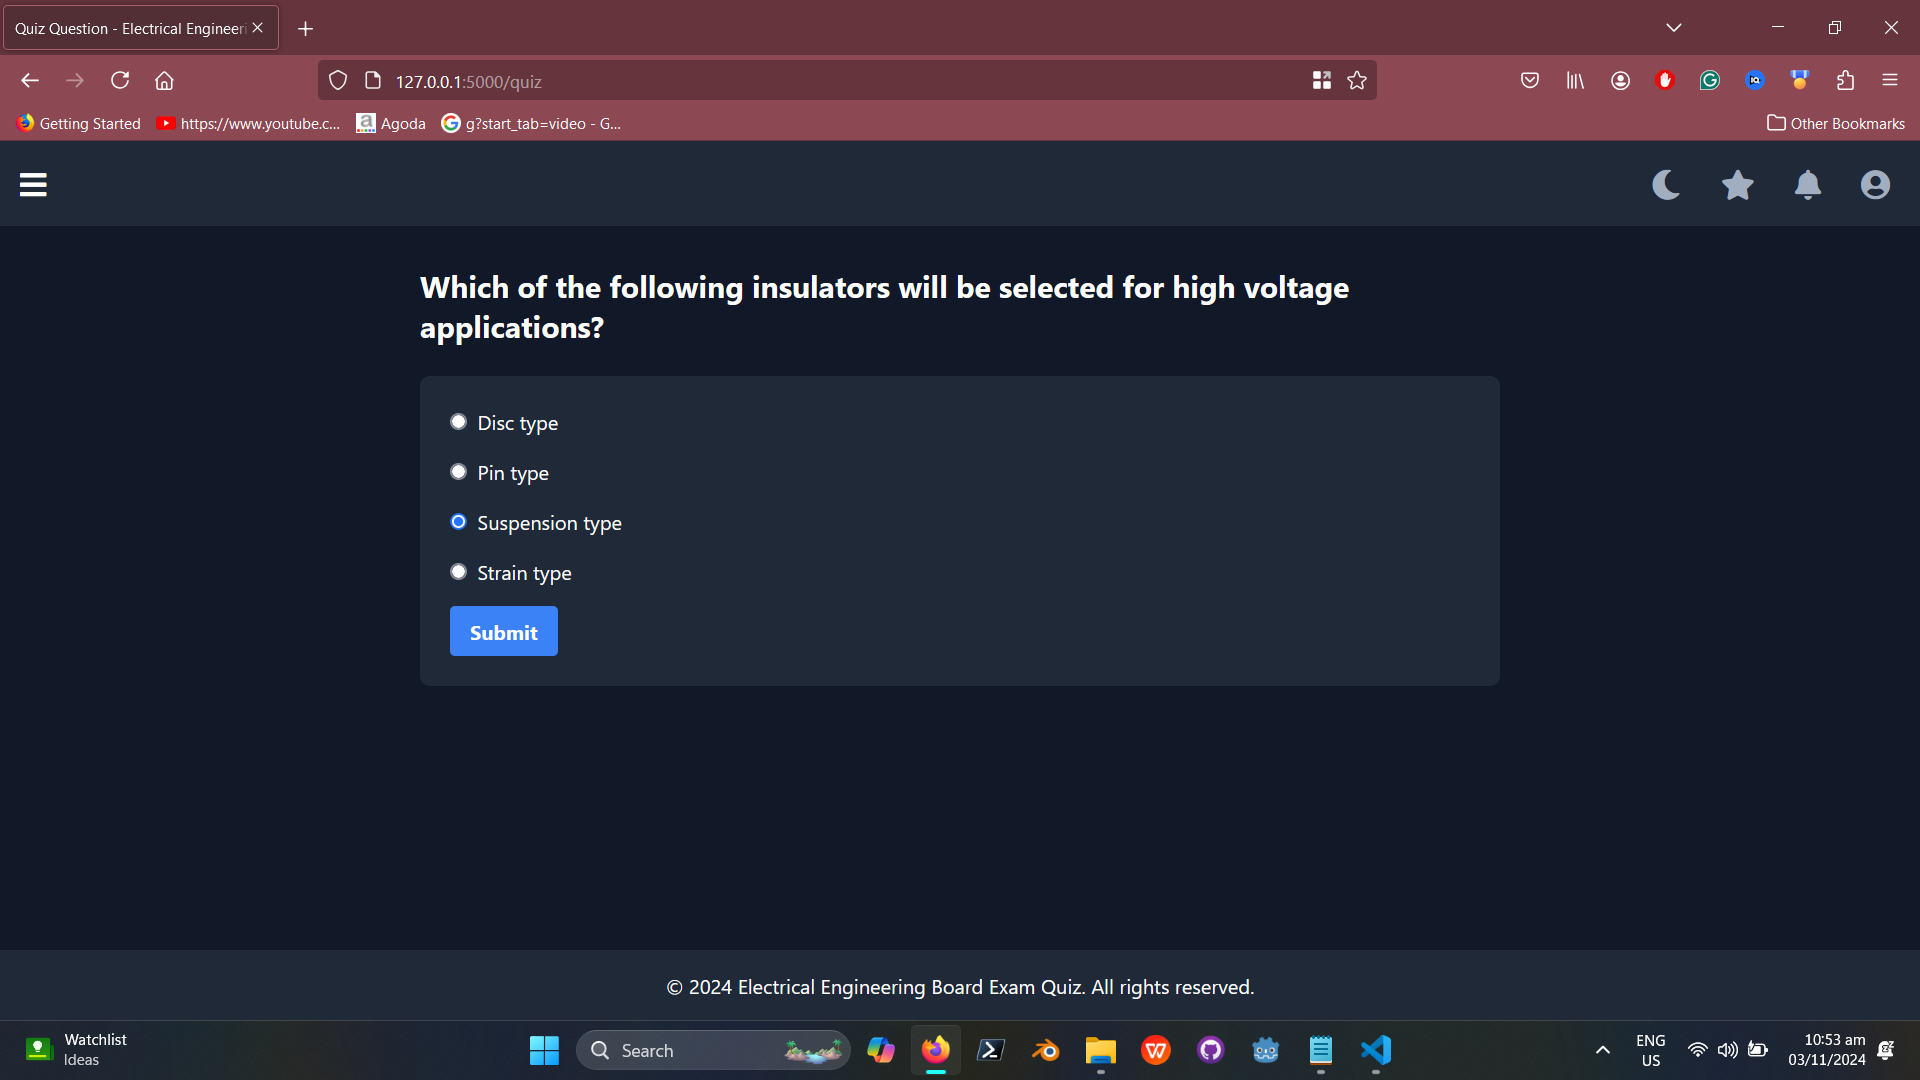 Quiz Question - Electrical Engineeri
127.0.0.1:5000/quiz
Getting Started
https://www.youtube.c...
Agoda
g?start_tab=video - G...
Other Bookmarks
Which of the following insulators will be selected for high voltage
applications?
Disc type
Pin type
Suspension type
Strain type
Submit
© 2024 Electrical Engineering Board Exam Quiz. All rights reserved.
Watchlist
Ideas
Search
ENG
US
10:53 am
03/11/2024